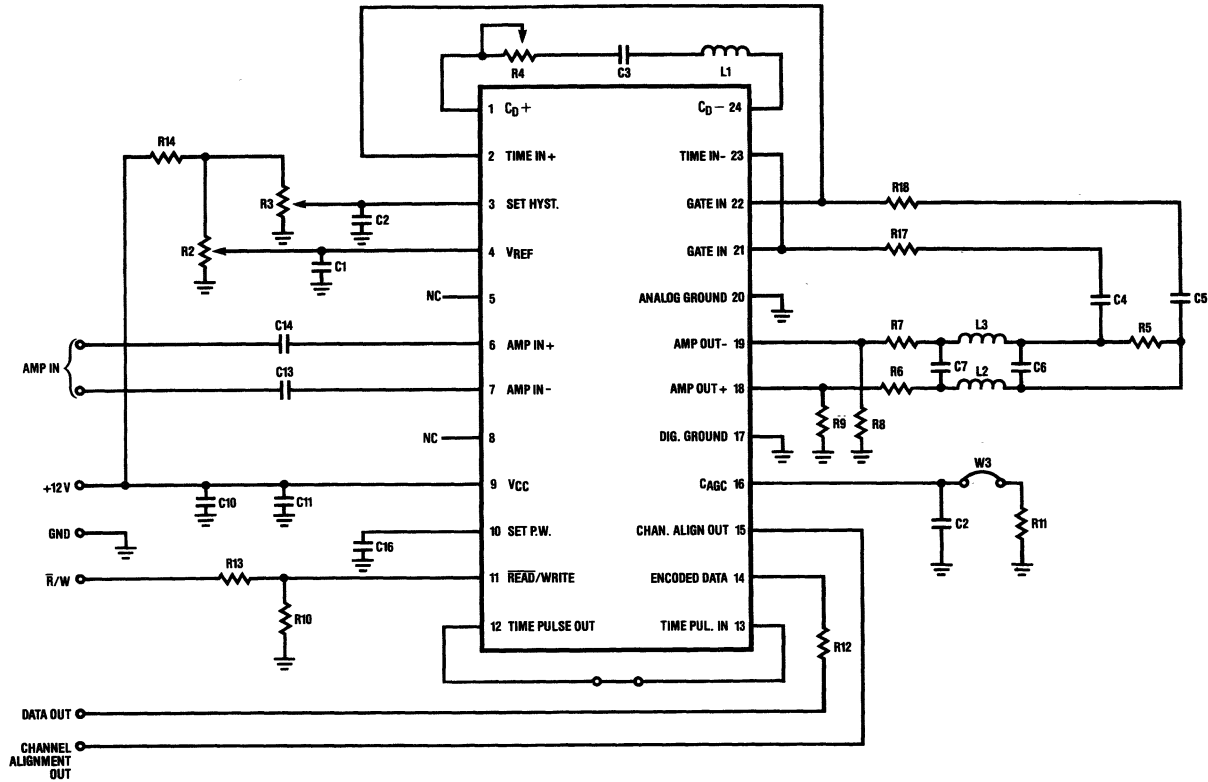 R4
C3
L1
1 CD+
CD- 24
R14
2 TIME IN+
TIME IN- 23
R3
C2
3 SET HYST.
GATE IN 22
R18
R2
C1
4 VREF
GATE IN 21
R17
NC
5
ANALOG GROUND 20
C4
C5
AMP IN
C14
6 AMP IN+
AMP OUT- 19
R7
L3
R5
C13
7 AMP IN-
AMP OUT+ 18
R6
C7
L2
C6
NC
8
DIG. GROUND 17
R9
R8
+12V
C10
C11
9 VCC
CAGC 16
W3
C2
R11
GND
C16
10 SET P.W.
CHAN. ALIGN OUT 15
R̅/W
R13
R10
11 R̅E̅A̅D̅/WRITE
ENCODED DATA 14
12 TIME PULSE OUT
TIME PUL. IN 13
R12
DATA OUT
CHANNEL
ALIGNMENT
OUT